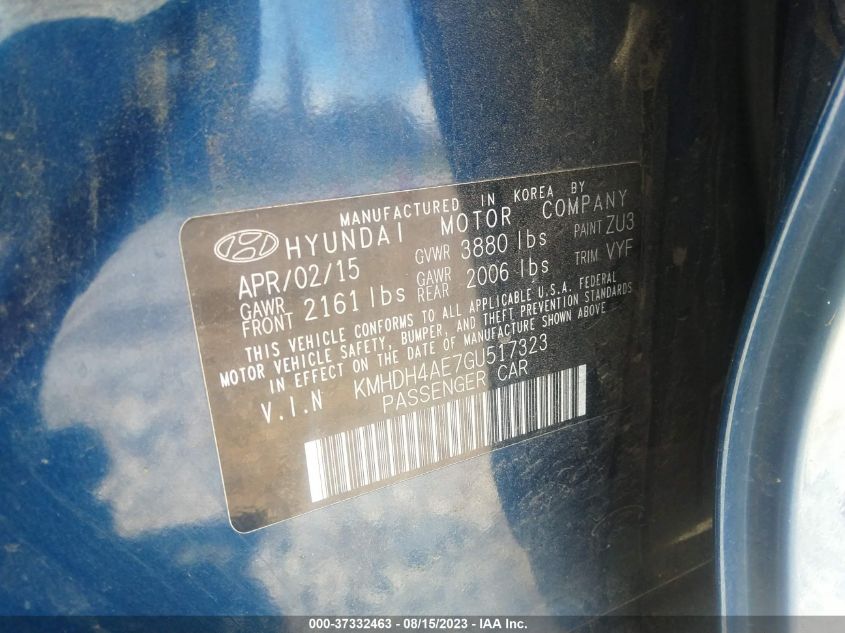 MANUFACTURED IN KOREA BY
HYUNDAI MOTOR COMPANY
APR/02/15 GVWR 3880 lbs PAINT ZU3
GAWR FRONT 2161 lbs GAWR REAR 2006 lbs TRIM VYF
THIS VEHICLE CONFORMS TO ALL APPLICABLE U.S.A. FEDERAL
MOTOR VEHICLE SAFETY, BUMPER, AND THEFT PREVENTION STANDARDS
IN EFFECT ON THE DATE OF MANUFACTURE SHOWN ABOVE.
V.I.N KMHDH4AE7GU517323
PASSENGER CAR
000-37332463 - 08/15/2023 - IAA Inc.